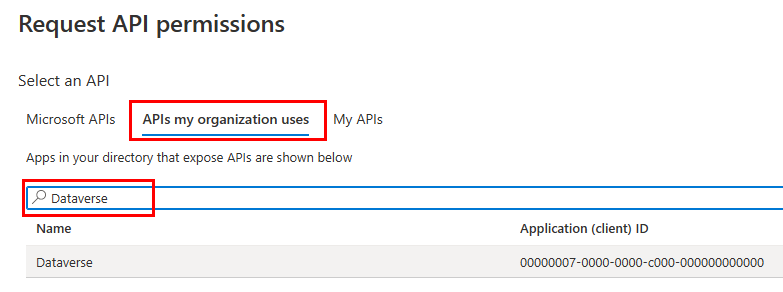 Request API permissions
Select an API
Microsoft APIs APIs my organization uses My APIs
Apps in your directory that expose APIs are shown below
Dataverse
Name Application (client) ID
Dataverse 00000007-0000-0000-c000-000000000000